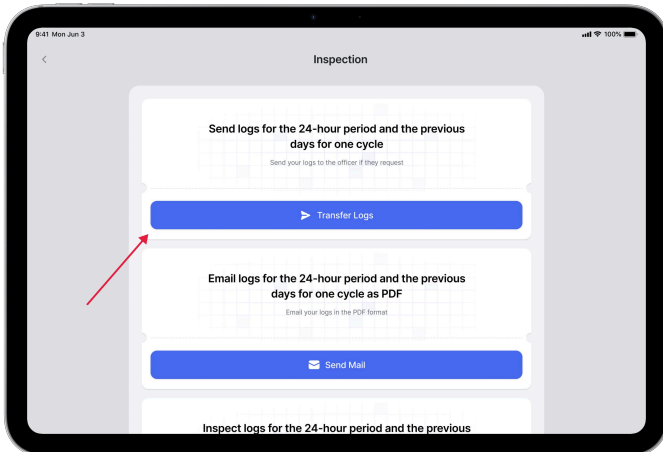 9:41 Mon Jun 3
100%
Inspection
Send logs for the 24-hour period and the previous
days for one cycle
Send your logs to the officer if they request
Transfer Logs
Email logs for the 24-hour period and the previous
days for one cycle as PDF
Email your logs in the PDF format
Send Mail
Inspect logs for the 24-hour period and the previous